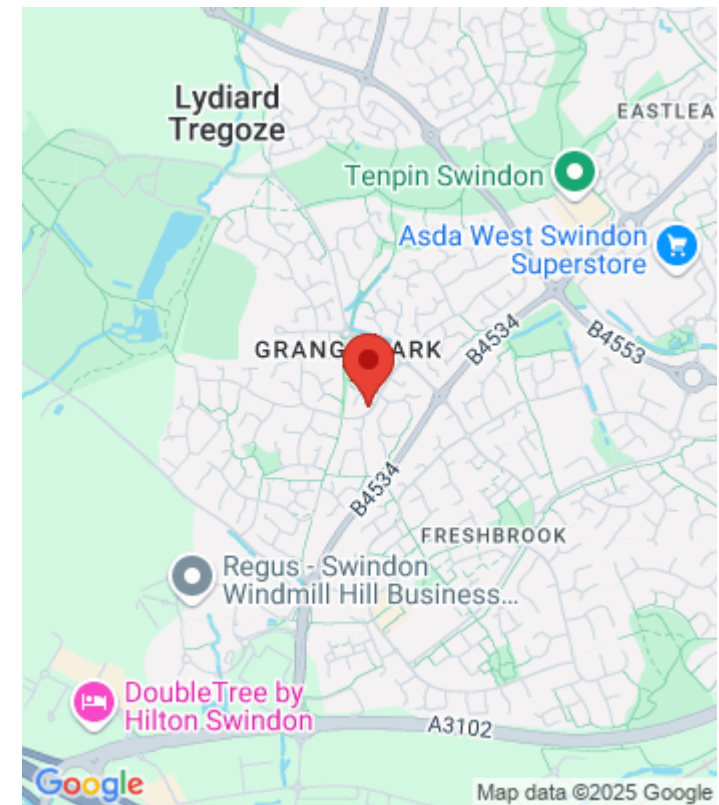 Lydiard
Tregoze
EASTLEA
Tenpin Swindon
Asda West Swindon
Superstore
B4534
B4553
GRANG ARK
B4534
FRESHBROOK
Regus - Swindon
Windmill Hill Business...
DoubleTree by
Hilton Swindon
A3102
Google
Map data ©2025 Google